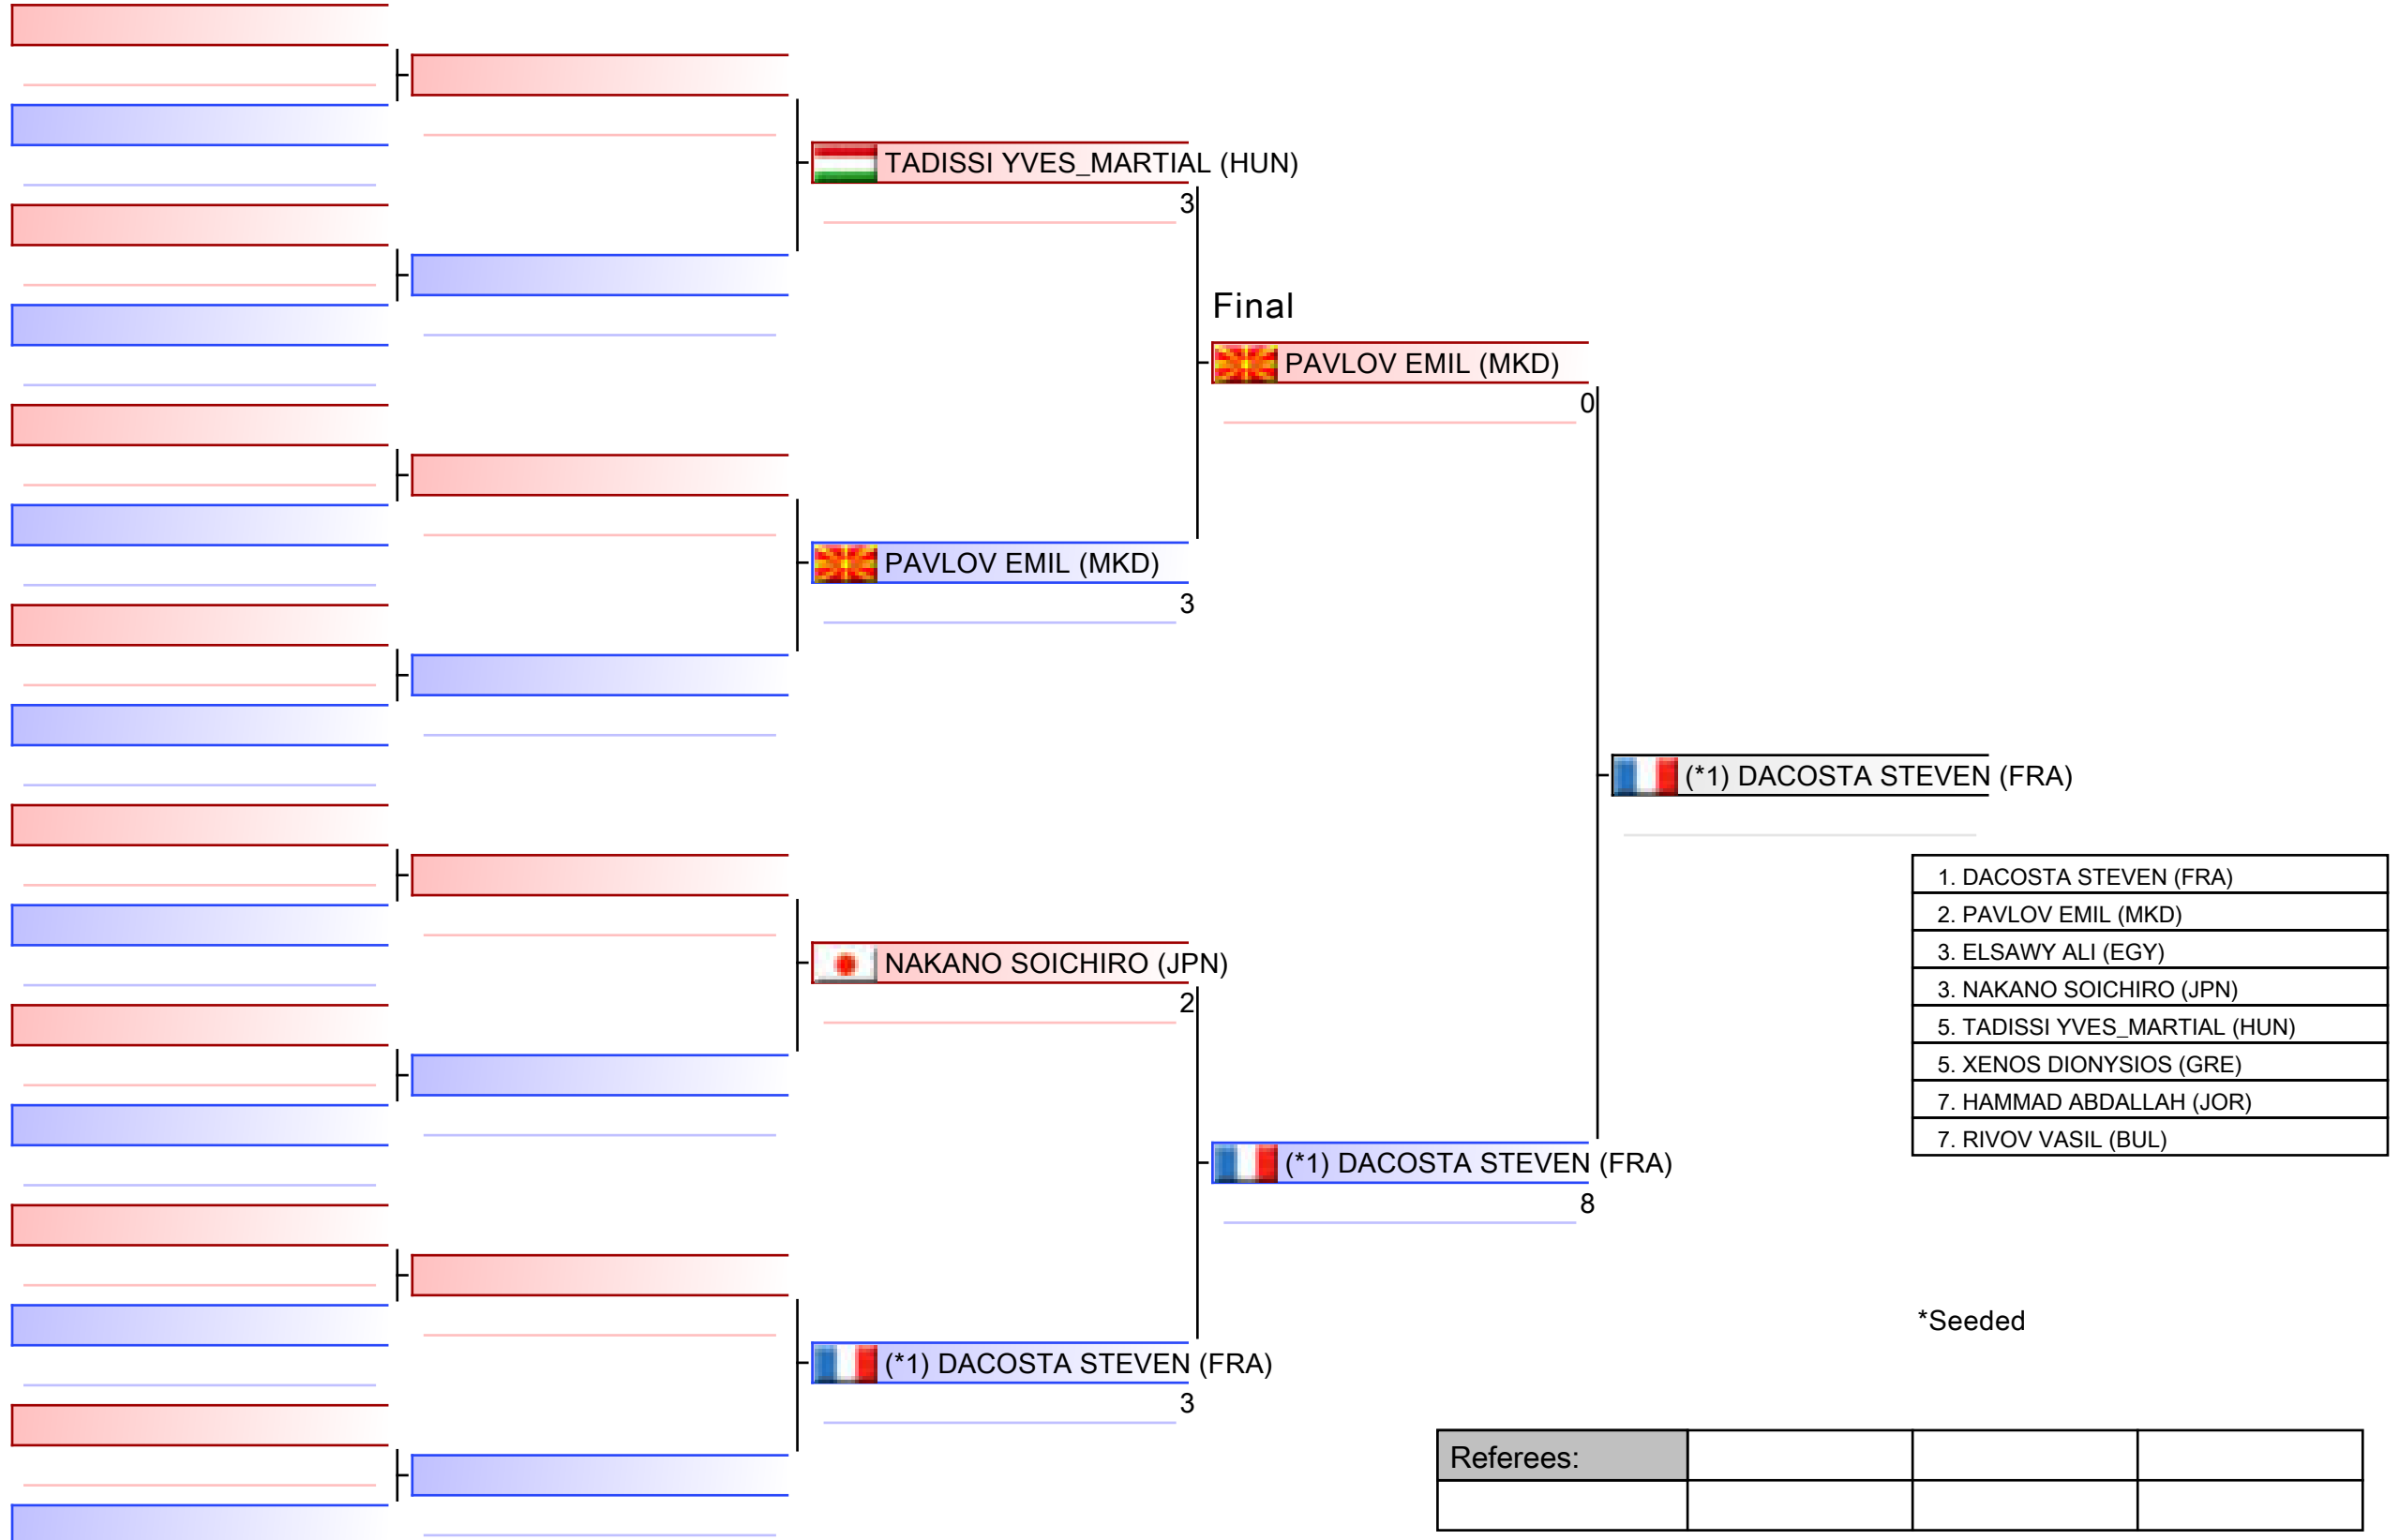 TADISSI YVES_MARTIAL (HUN)
3
Final
PAVLOV EMIL (MKD)
0
PAVLOV EMIL (MKD)
3
(*1) DACOSTA STEVEN (FRA)
1. DACOSTA STEVEN (FRA)
2. PAVLOV EMIL (MKD)
3. ELSAWY ALI (EGY)
3. NAKANO SOICHIRO (JPN)
5. TADISSI YVES_MARTIAL (HUN)
5. XENOS DIONYSIOS (GRE)
7. HAMMAD ABDALLAH (JOR)
7. RIVOV VASIL (BUL)
NAKANO SOICHIRO (JPN)
2
(*1) DACOSTA STEVEN (FRA)
8
*Seeded
(*1) DACOSTA STEVEN (FRA)
3
Referees: